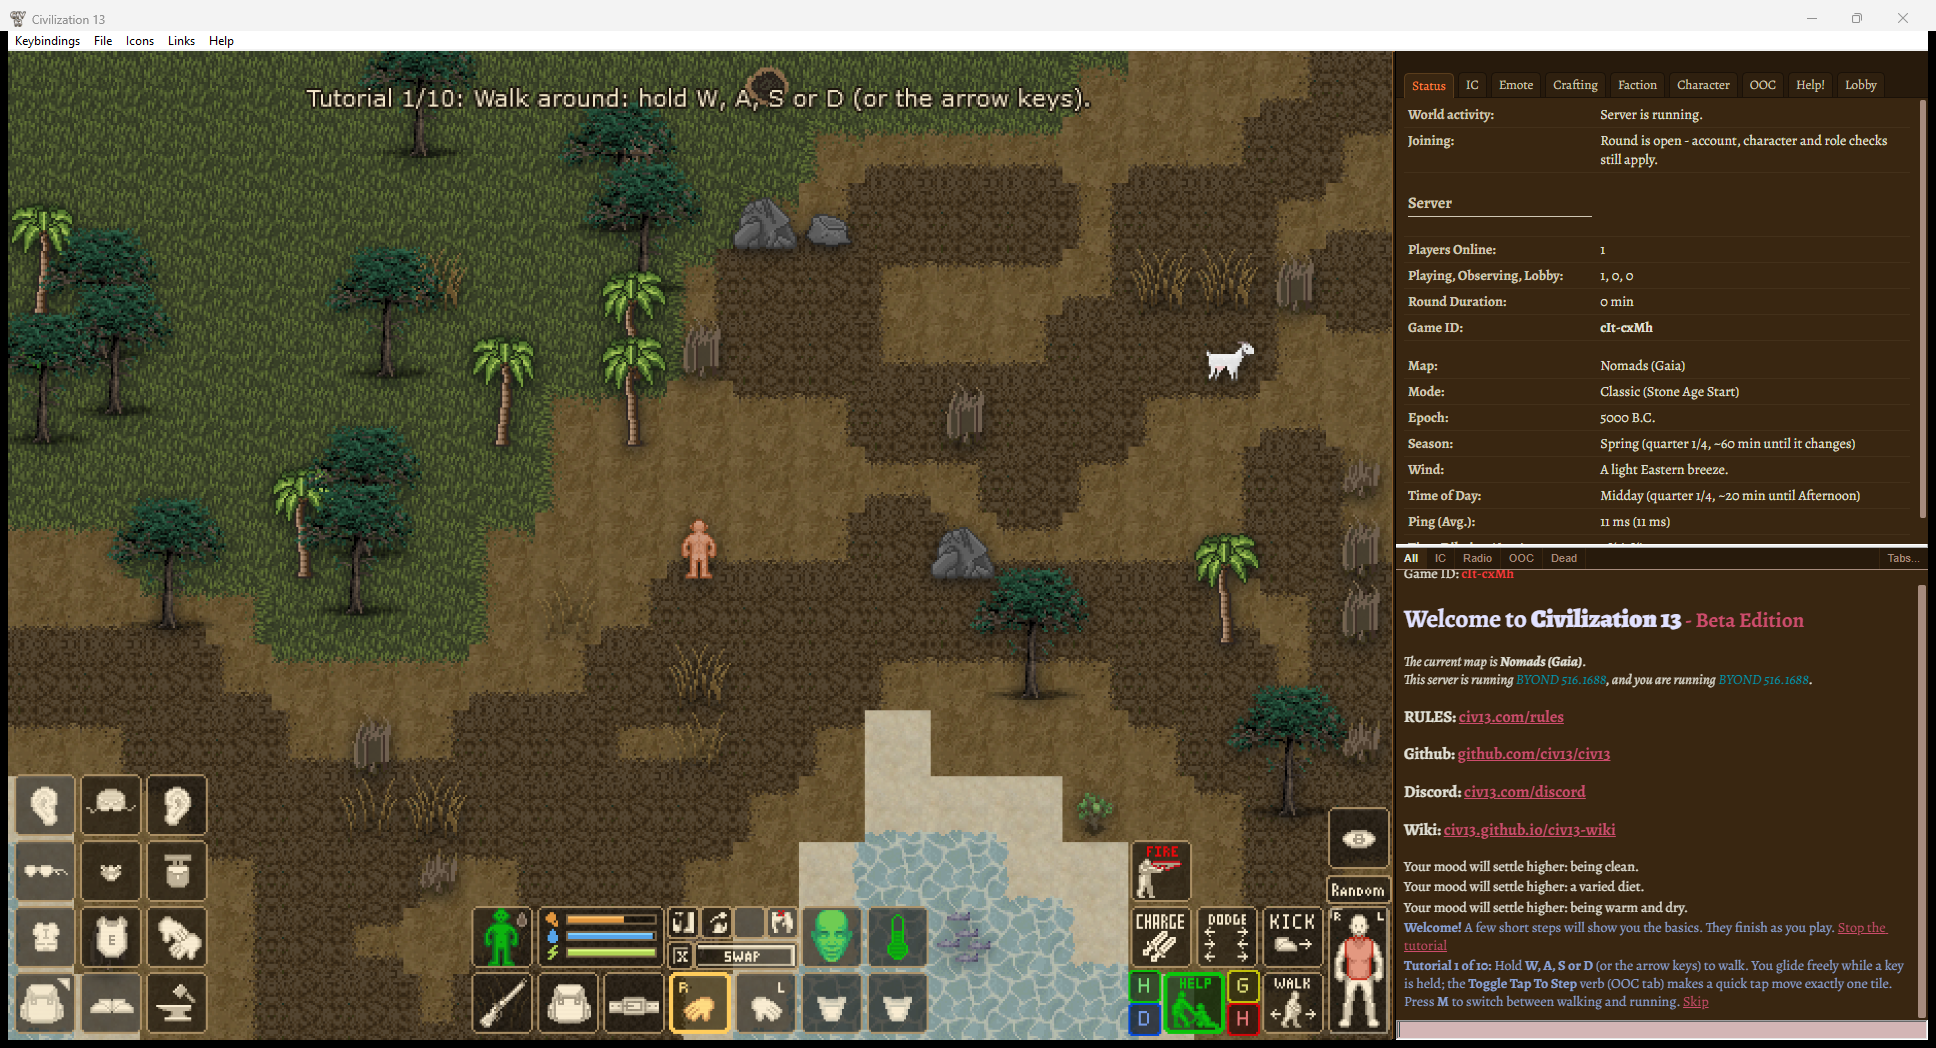 Civilization 13
Keybindings File Icons Links Help
Tutorial 1/10: Walk around: hold W, A, S or D (or the arrow keys).
Status IC Emote Crafting Faction Character OOC Help! Lobby
World activity: Server is running.
Joining: Round is open - account, character and role checks
still apply.
Server
Players Online: 1
Playing, Observing, Lobby: 1, 0, 0
Round Duration: 0 min
Game ID: cIt-cxMh
Map: Nomads (Gaia)
Mode: Classic (Stone Age Start)
Epoch: 5000 B.C.
Season: Spring (quarter 1/4, ~60 min until it changes)
Wind: A light Eastern breeze.
Time of Day: Midday (quarter 1/4, ~20 min until Afternoon)
Ping (Avg.): 11 ms (11 ms)
All IC Radio OOC Dead Tabs...
Game ID: cIt-cxMh
Welcome to Civilization 13 - Beta Edition
The current map is Nomads (Gaia).
This server is running BYOND 516.1688, and you are running BYOND 516.1688.
RULES: civ13.com/rules
Github: github.com/civ13/civ13
Discord: civ13.com/discord
Wiki: civ13.github.io/civ13-wiki
Your mood will settle higher: being clean.
Your mood will settle higher: a varied diet.
Your mood will settle higher: being warm and dry.
Welcome! A few short steps will show you the basics. They finish as you play. Stop the
tutorial
Tutorial 1 of 10: Hold W, A, S or D (or the arrow keys) to walk. You glide freely while a key
is held; the Toggle Tap To Step verb (OOC tab) makes a quick tap move exactly one tile.
Press M to switch between walking and running. Skip
FIRE
B
RANDOM
CHARGE DODGE KICK
R L
I E
X SWAP
R L
H HELP G WALK
D H